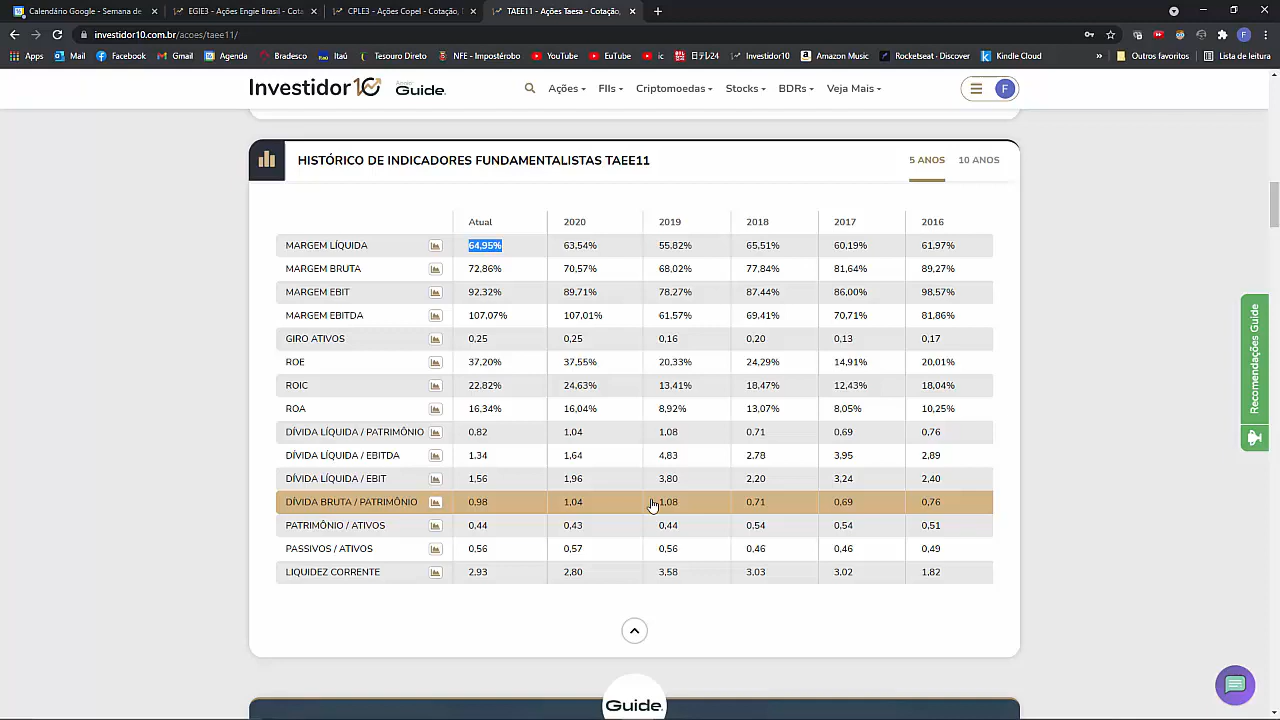 Calendário Google - Semana de
EGIE3 - Ações Engie Brasil - Cota
CPLE3 - Ações Copel - Cotação, T
TAEE11 - Ações Taesa - Cotação,
investidor10.com.br/acoes/taee11/
Apps
Mail
Facebook
Gmail
Agenda
Bradesco
Itaú
Tesouro Direto
NFE - Impostórobo
YouTube
EuTube
ic
日テレ24
Investidor10
Amazon Music
Rocketseat | Discover
Kindle Cloud
»
Outros favoritos
Lista de leitura
Investidor10
Guide.
Ações
FIIs
Criptomoedas
Stocks
BDRs
Veja Mais
F
HISTÓRICO DE INDICADORES FUNDAMENTALISTAS TAEE11
5 ANOS 10 ANOS
Atual 2020 2019 2018 2017 2016
MARGEM LÍQUIDA 64,95% 63,54% 55,82% 65,51% 60,19% 61,97%
MARGEM BRUTA 72,86% 70,57% 68,02% 77,84% 81,64% 89,27%
MARGEM EBIT 92,32% 89,71% 78,27% 87,44% 86,00% 98,57%
MARGEM EBITDA 107,07% 107,01% 61,57% 69,41% 70,71% 81,86%
GIRO ATIVOS 0,25 0,25 0,16 0,20 0,13 0,17
ROE 37,20% 37,55% 20,33% 24,29% 14,91% 20,01%
ROIC 22,82% 24,63% 13,41% 18,47% 12,43% 18,04%
ROA 16,34% 16,04% 8,92% 13,07% 8,05% 10,25%
DÍVIDA LÍQUIDA / PATRIMÔNIO 0,82 1,04 1,08 0,71 0,69 0,76
DÍVIDA LÍQUIDA / EBITDA 1,34 1,64 4,83 2,78 3,95 2,89
DÍVIDA LÍQUIDA / EBIT 1,56 1,96 3,80 2,20 3,24 2,40
DÍVIDA BRUTA / PATRIMÔNIO 0,98 1,04 1,08 0,71 0,69 0,76
PATRIMÔNIO / ATIVOS 0,44 0,43 0,44 0,54 0,54 0,51
PASSIVOS / ATIVOS 0,56 0,57 0,56 0,46 0,46 0,49
LIQUIDEZ CORRENTE 2,93 2,80 3,58 3,03 3,02 1,82
Recomendações Guide
Guide.